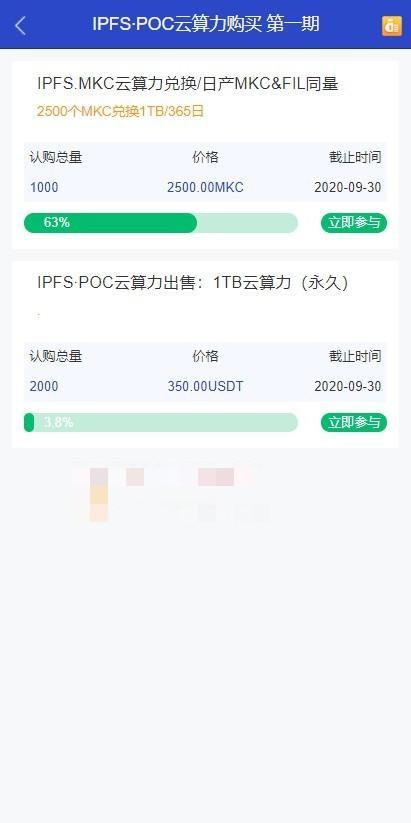 IPFS·POC云算力购买 第一期
IPFS.MKC云算力兑换/日产MKC&FIL同量
2500个MKC兑换1TB/365日
认购总量 价格 截止时间
1000 2500.00MKC 2020-09-30
63% 立即参与
IPFS·POC云算力出售：1TB云算力（永久）
.
认购总量 价格 截止时间
2000 350.00USDT 2020-09-30
3.8% 立即参与